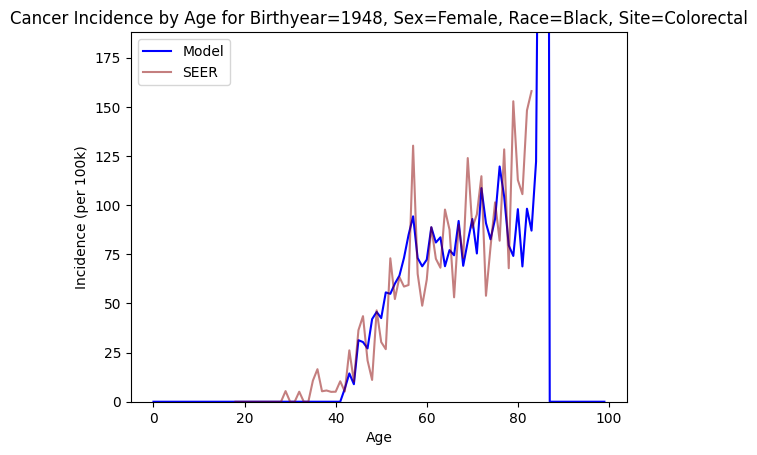 Cancer Incidence by Age for Birthyear=1948, Sex=Female, Race=Black, Site=Colorectal
Model
SEER
175
150
125
100
75
50
25
0
Incidence (per 100k)
0 20 40 60 80 100
Age